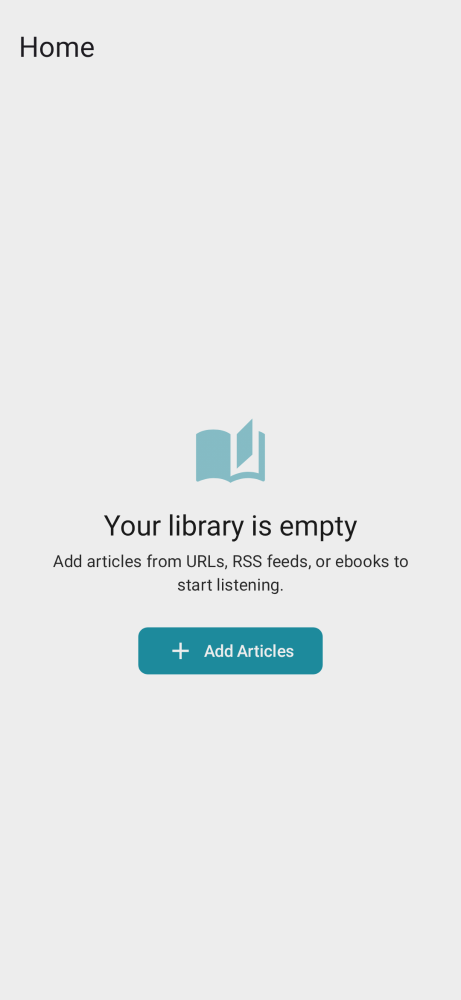 Home
Your library is empty
Add articles from URLs, RSS feeds, or ebooks to
start listening.
Add Articles